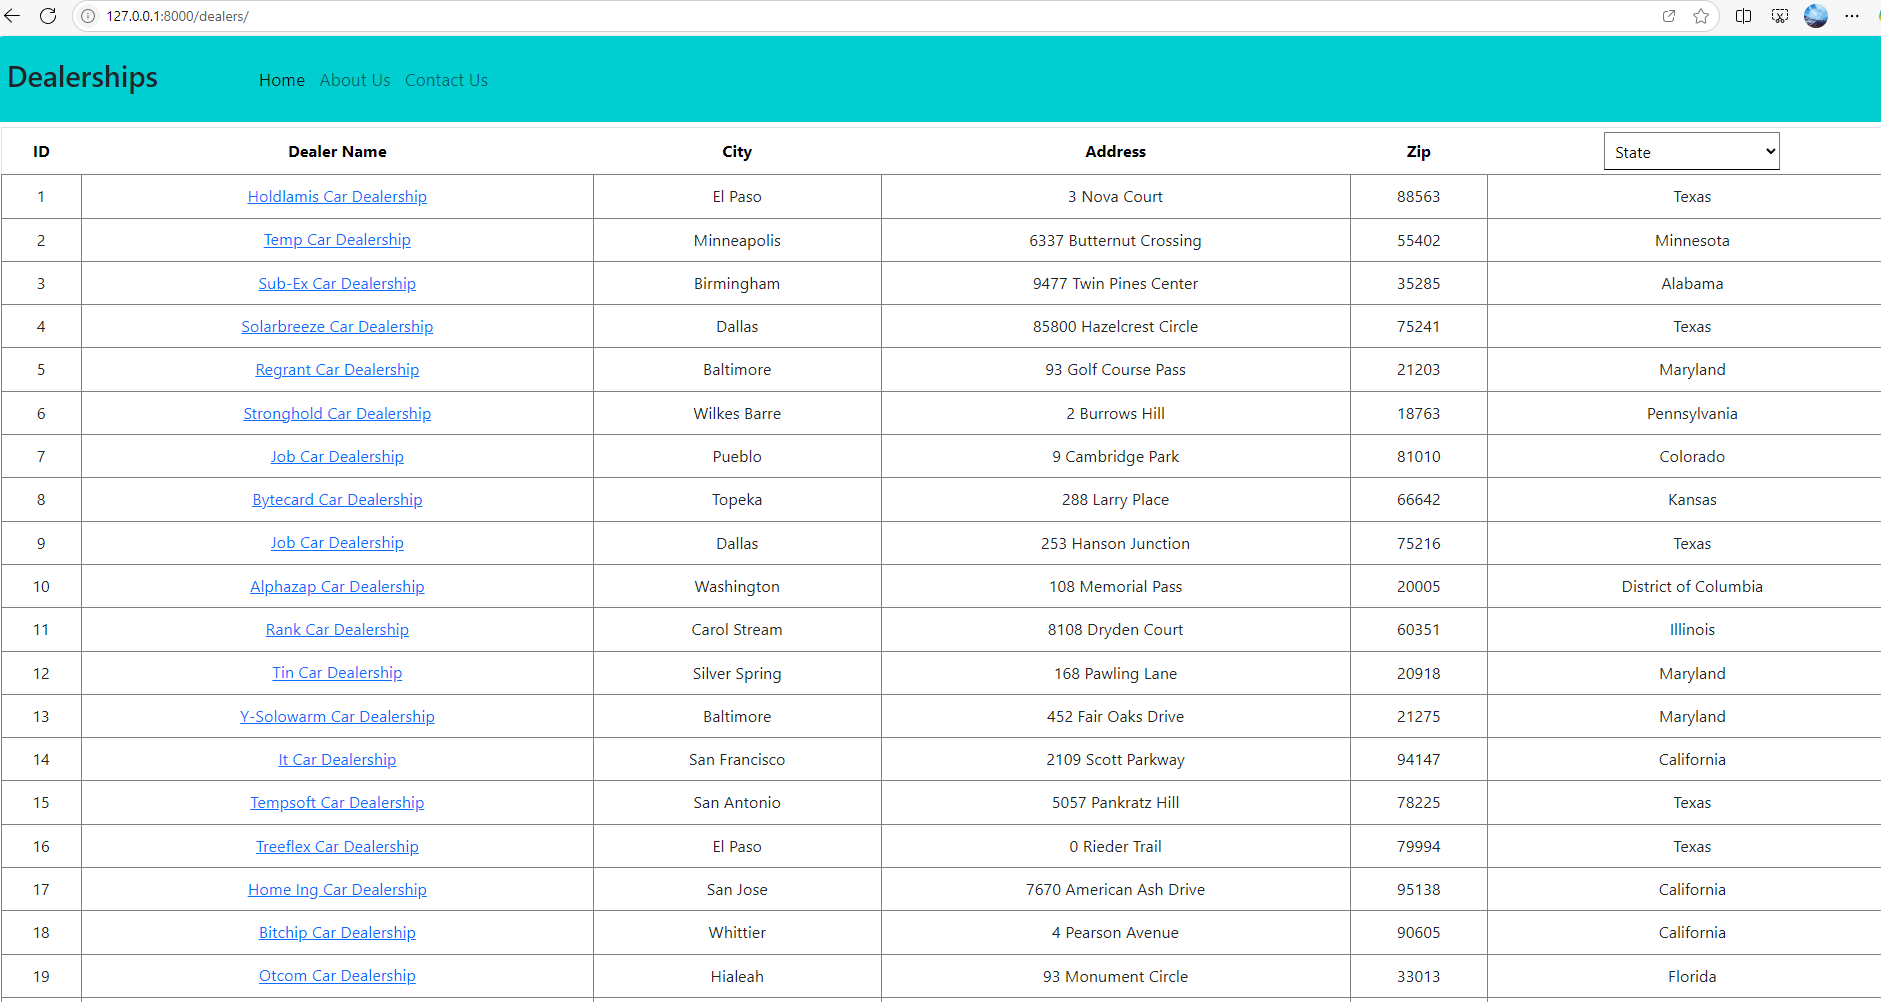 127.0.0.1:8000/dealers/
Dealerships Home About Us Contact Us
ID Dealer Name City Address Zip State
1 Holdlamis Car Dealership El Paso 3 Nova Court 88563 Texas
2 Temp Car Dealership Minneapolis 6337 Butternut Crossing 55402 Minnesota
3 Sub-Ex Car Dealership Birmingham 9477 Twin Pines Center 35285 Alabama
4 Solarbreeze Car Dealership Dallas 85800 Hazelcrest Circle 75241 Texas
5 Regrant Car Dealership Baltimore 93 Golf Course Pass 21203 Maryland
6 Stronghold Car Dealership Wilkes Barre 2 Burrows Hill 18763 Pennsylvania
7 Job Car Dealership Pueblo 9 Cambridge Park 81010 Colorado
8 Bytecard Car Dealership Topeka 288 Larry Place 66642 Kansas
9 Job Car Dealership Dallas 253 Hanson Junction 75216 Texas
10 Alphazap Car Dealership Washington 108 Memorial Pass 20005 District of Columbia
11 Rank Car Dealership Carol Stream 8108 Dryden Court 60351 Illinois
12 Tin Car Dealership Silver Spring 168 Pawling Lane 20918 Maryland
13 Y-Solowarm Car Dealership Baltimore 452 Fair Oaks Drive 21275 Maryland
14 It Car Dealership San Francisco 2109 Scott Parkway 94147 California
15 Tempsoft Car Dealership San Antonio 5057 Pankratz Hill 78225 Texas
16 Treeflex Car Dealership El Paso 0 Rieder Trail 79994 Texas
17 Home Ing Car Dealership San Jose 7670 American Ash Drive 95138 California
18 Bitchip Car Dealership Whittier 4 Pearson Avenue 90605 California
19 Otcom Car Dealership Hialeah 93 Monument Circle 33013 Florida